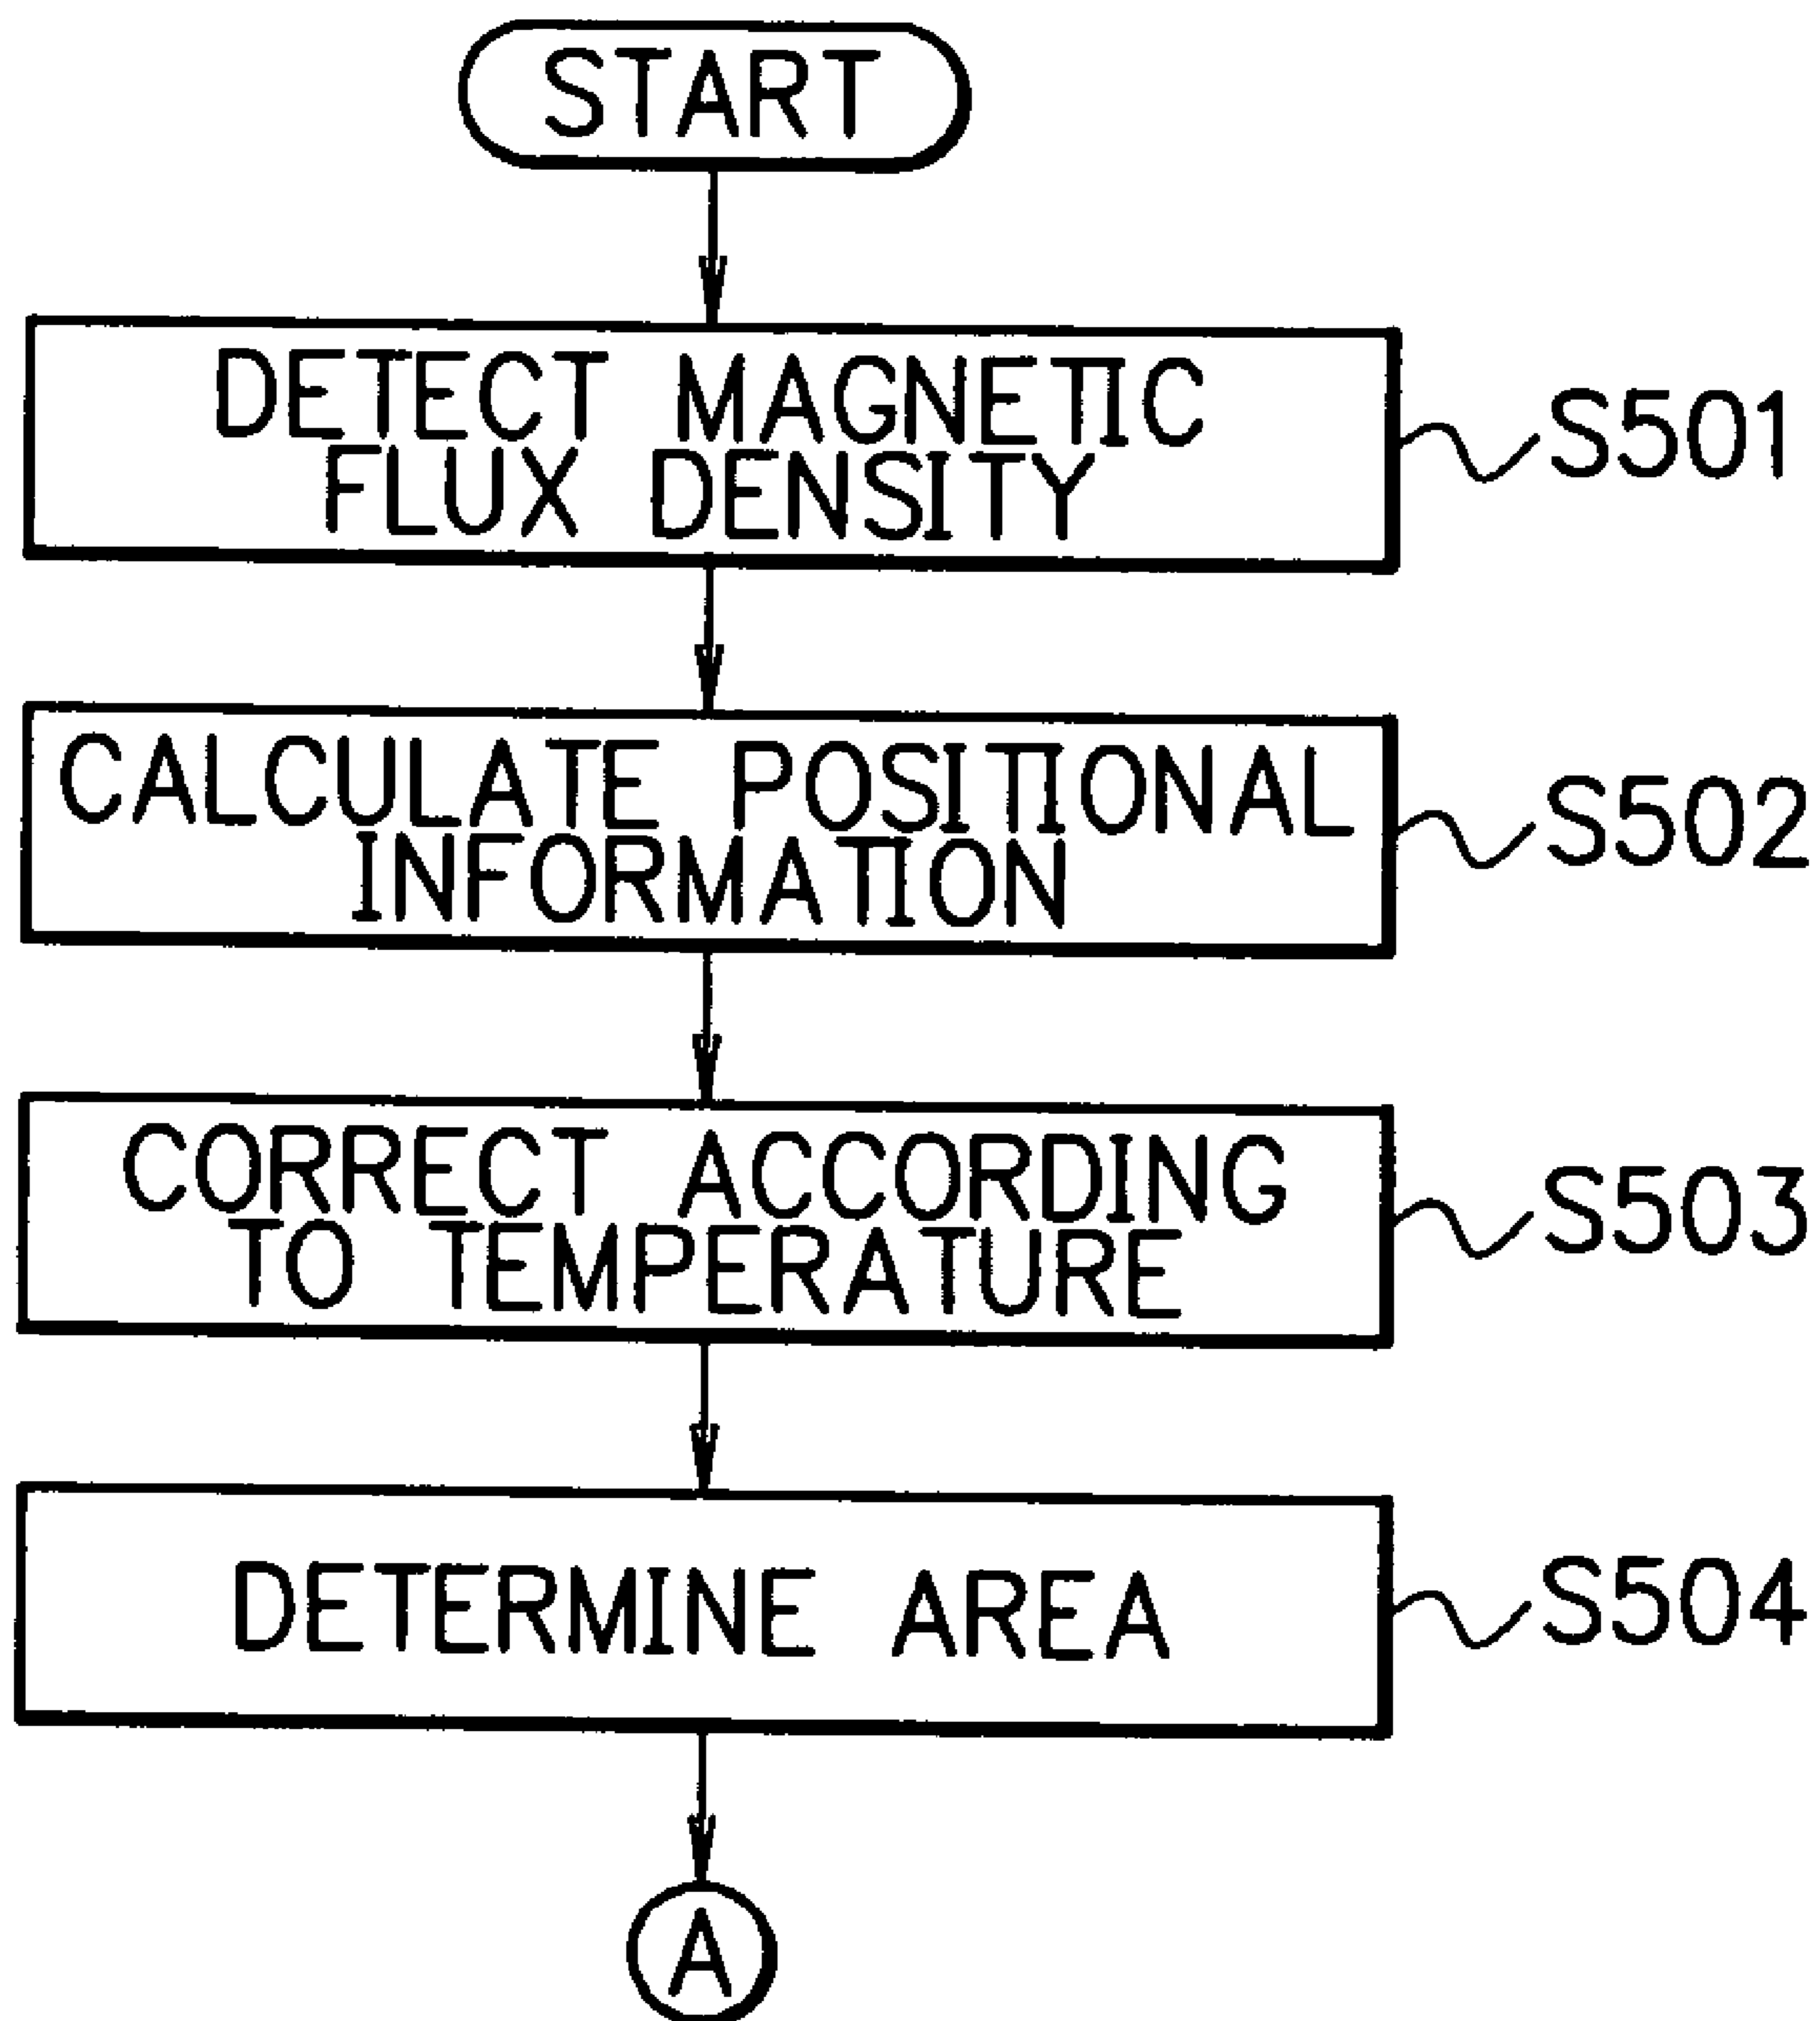 START
DETECT MAGNETIC
FLUX DENSITY
S501
CALCULATE POSITIONAL
INFORMATION
S502
CORRECT ACCORDING
TO TEMPERATURE
S503
DETERMINE AREA
S504
A